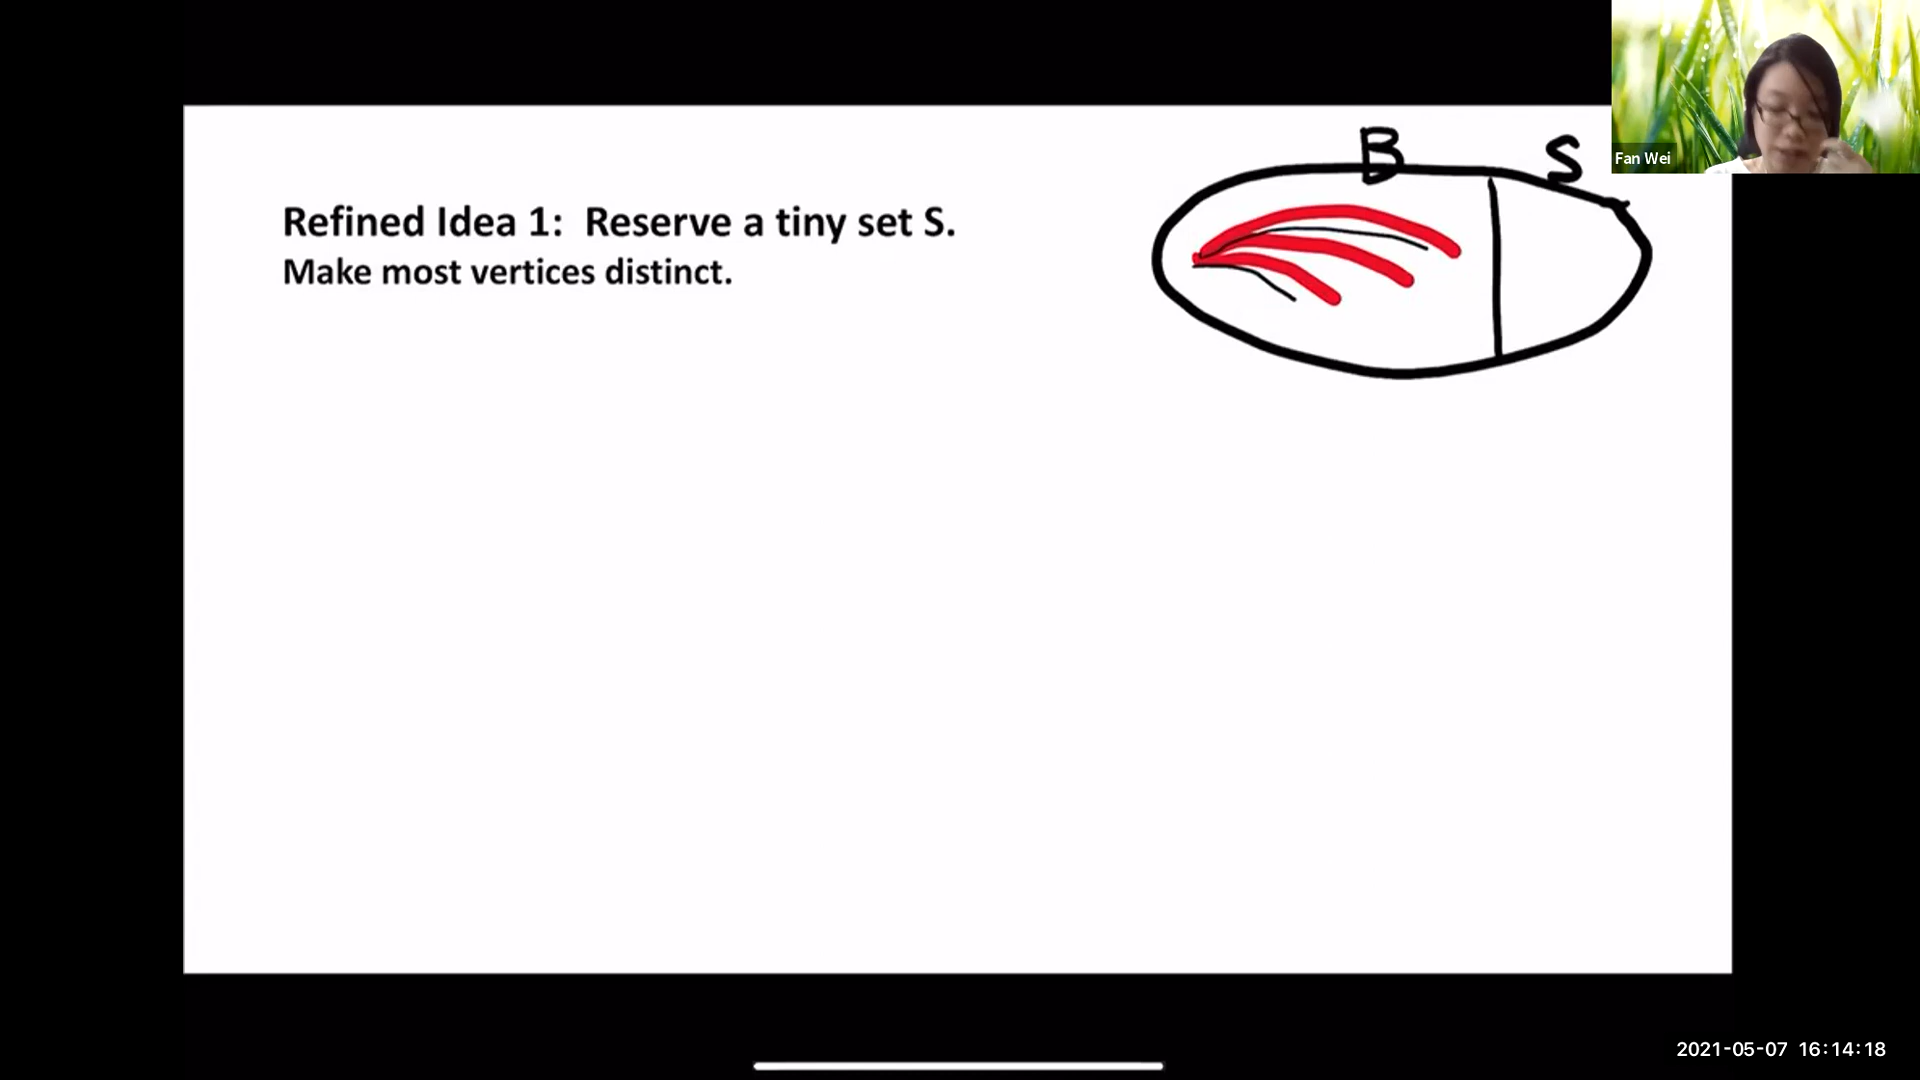 B S
Fan Wei
Refined Idea 1: Reserve a tiny set S.
Make most vertices distinct.
2021-05-07 16:14:18